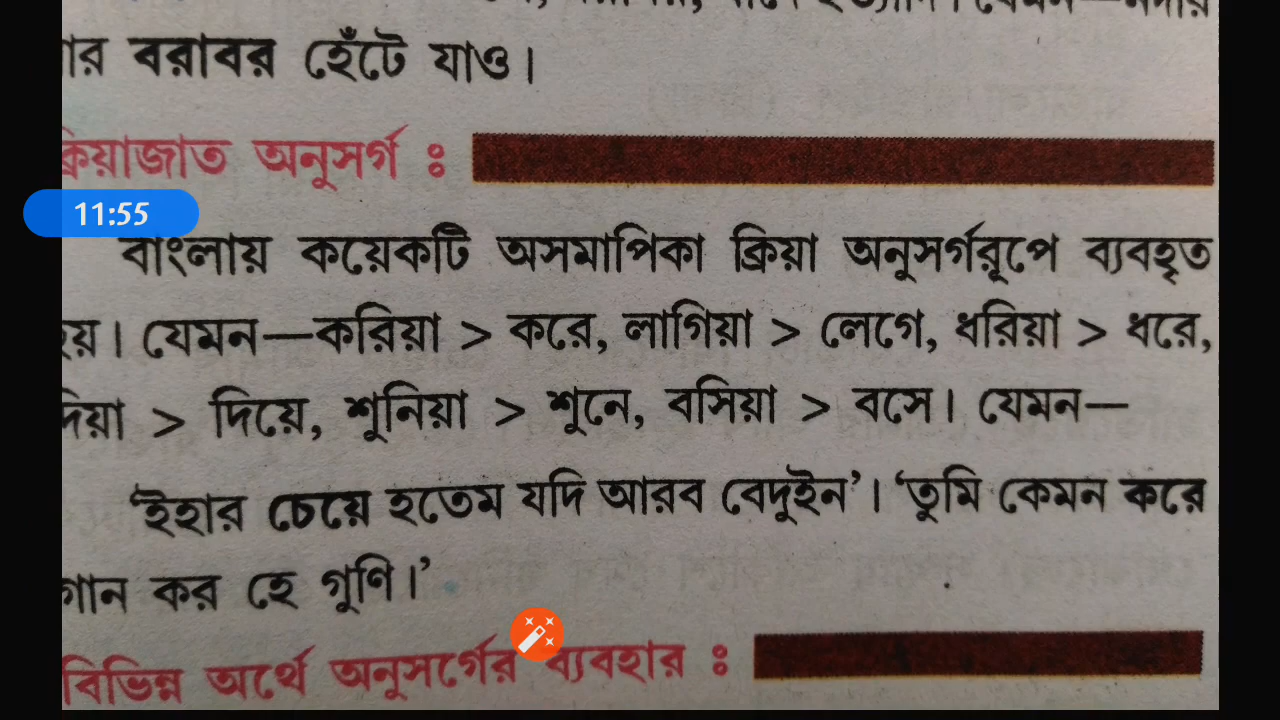 বরাবর হেঁটে যাও।
ক্রিয়াজাত অনুসর্গ ঃ
11:55
বাংলায় কয়েকটি অসমাপিকা ক্রিয়া অনুসর্গরূপে ব্যবহৃত
হয়। যেমন—করিয়া > করে, লাগিয়া > লেগে, ধরিয়া > ধরে,
দিয়া > দিয়ে, শুনিয়া > শুনে, বসিয়া > বসে। যেমন—
‘ইহার চেয়ে হতেম যদি আরব বেদুইন’। ‘তুমি কেমন করে
গান কর হে গুণি।’
বিভিন্ন অর্থে অনুসর্গের ব্যবহার ঃ